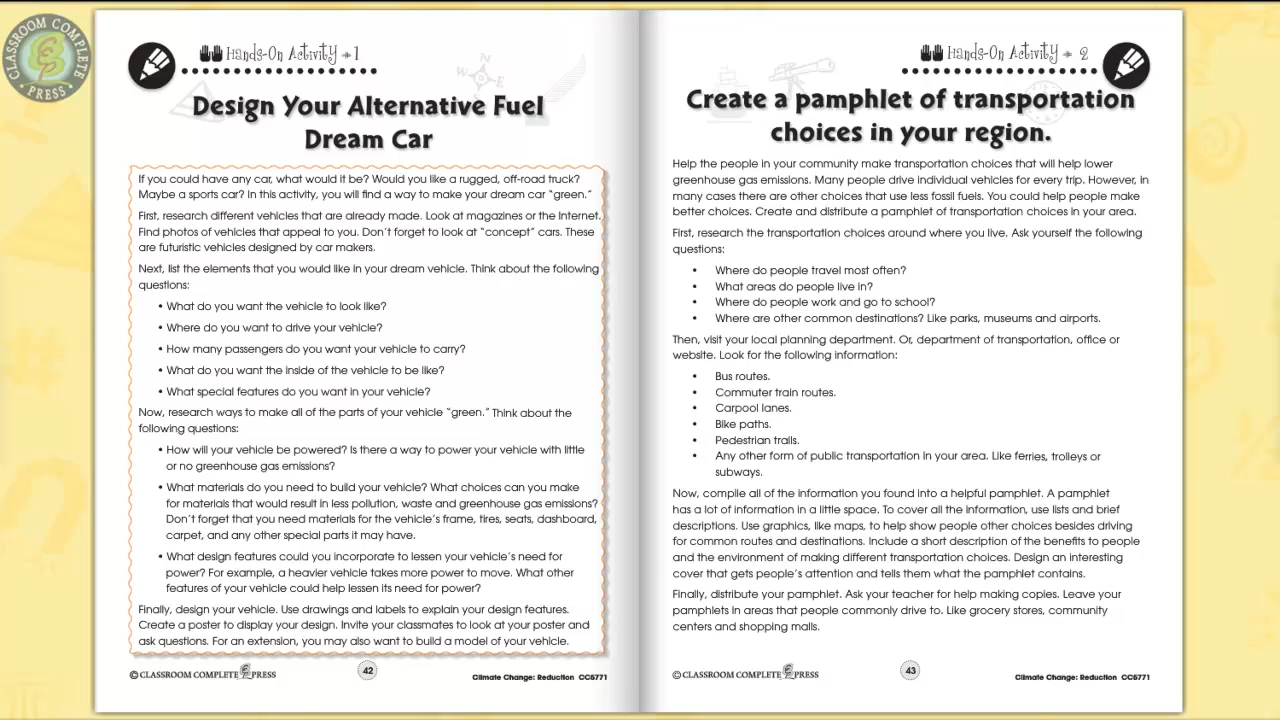 CLASSROOM COMPLETE
PRESS
Hands-On Activity # 1
N
W
S
E
Design Your Alternative Fuel
Dream Car
If you could have any car, what would it be? Would you like a rugged, off-road truck?
Maybe a sports car? In this activity, you will find a way to make your dream car “green.”
First, research different vehicles that are already made. Look at magazines or the Internet.
Find photos of vehicles that appeal to you. Don’t forget to look at “concept” cars. These
are futuristic vehicles designed by car makers.
Next, list the elements that you would like in your dream vehicle. Think about the following
questions:
• What do you want the vehicle to look like?
• Where do you want to drive your vehicle?
• How many passengers do you want your vehicle to carry?
• What do you want the inside of the vehicle to be like?
• What special features do you want in your vehicle?
Now, research ways to make all of the parts of your vehicle “green.” Think about the
following questions:
• How will your vehicle be powered? Is there a way to power your vehicle with little
or no greenhouse gas emissions?
• What materials do you need to build your vehicle? What choices can you make
for materials that would result in less pollution, waste and greenhouse gas emissions?
Don’t forget that you need materials for the vehicle’s frame, tires, seats, dashboard,
carpet, and any other special parts it may have.
• What design features could you incorporate to lessen your vehicle’s need for
power? For example, a heavier vehicle takes more power to move. What other
features of your vehicle could help lessen its need for power?
Finally, design your vehicle. Use drawings and labels to explain your design features.
Create a poster to display your design. Invite your classmates to look at your poster and
ask questions. For an extension, you may also want to build a model of your vehicle.
© CLASSROOM COMPLETE PRESS
42
Climate Change: Reduction CC5771
Hands-On Activity # 2
Create a pamphlet of transportation
choices in your region.
Help the people in your community make transportation choices that will help lower
greenhouse gas emissions. Many people drive individual vehicles for every trip. However, in
many cases there are other choices that use less fossil fuels. You could help people make
better choices. Create and distribute a pamphlet of transportation choices in your area.
First, research the transportation choices around where you live. Ask yourself the following
questions:
• Where do people travel most often?
• What areas do people live in?
• Where do people work and go to school?
• Where are other common destinations? Like parks, museums and airports.
Then, visit your local planning department. Or, department of transportation, office or
website. Look for the following information:
• Bus routes.
• Commuter train routes.
• Carpool lanes.
• Bike paths.
• Pedestrian trails.
• Any other form of public transportation in your area. Like ferries, trolleys or
subways.
Now, compile all of the information you found into a helpful pamphlet. A pamphlet
has a lot of information in a little space. To cover all the information, use lists and brief
descriptions. Use graphics, like maps, to help show people other choices besides driving
for common routes and destinations. Include a short description of the benefits to people
and the environment of making different transportation choices. Design an interesting
cover that gets people’s attention and tells them what the pamphlet contains.
Finally, distribute your pamphlet. Ask your teacher for help making copies. Leave your
pamphlets in areas that people commonly drive to. Like grocery stores, community
centers and shopping malls.
© CLASSROOM COMPLETE PRESS
43
Climate Change: Reduction CC5771